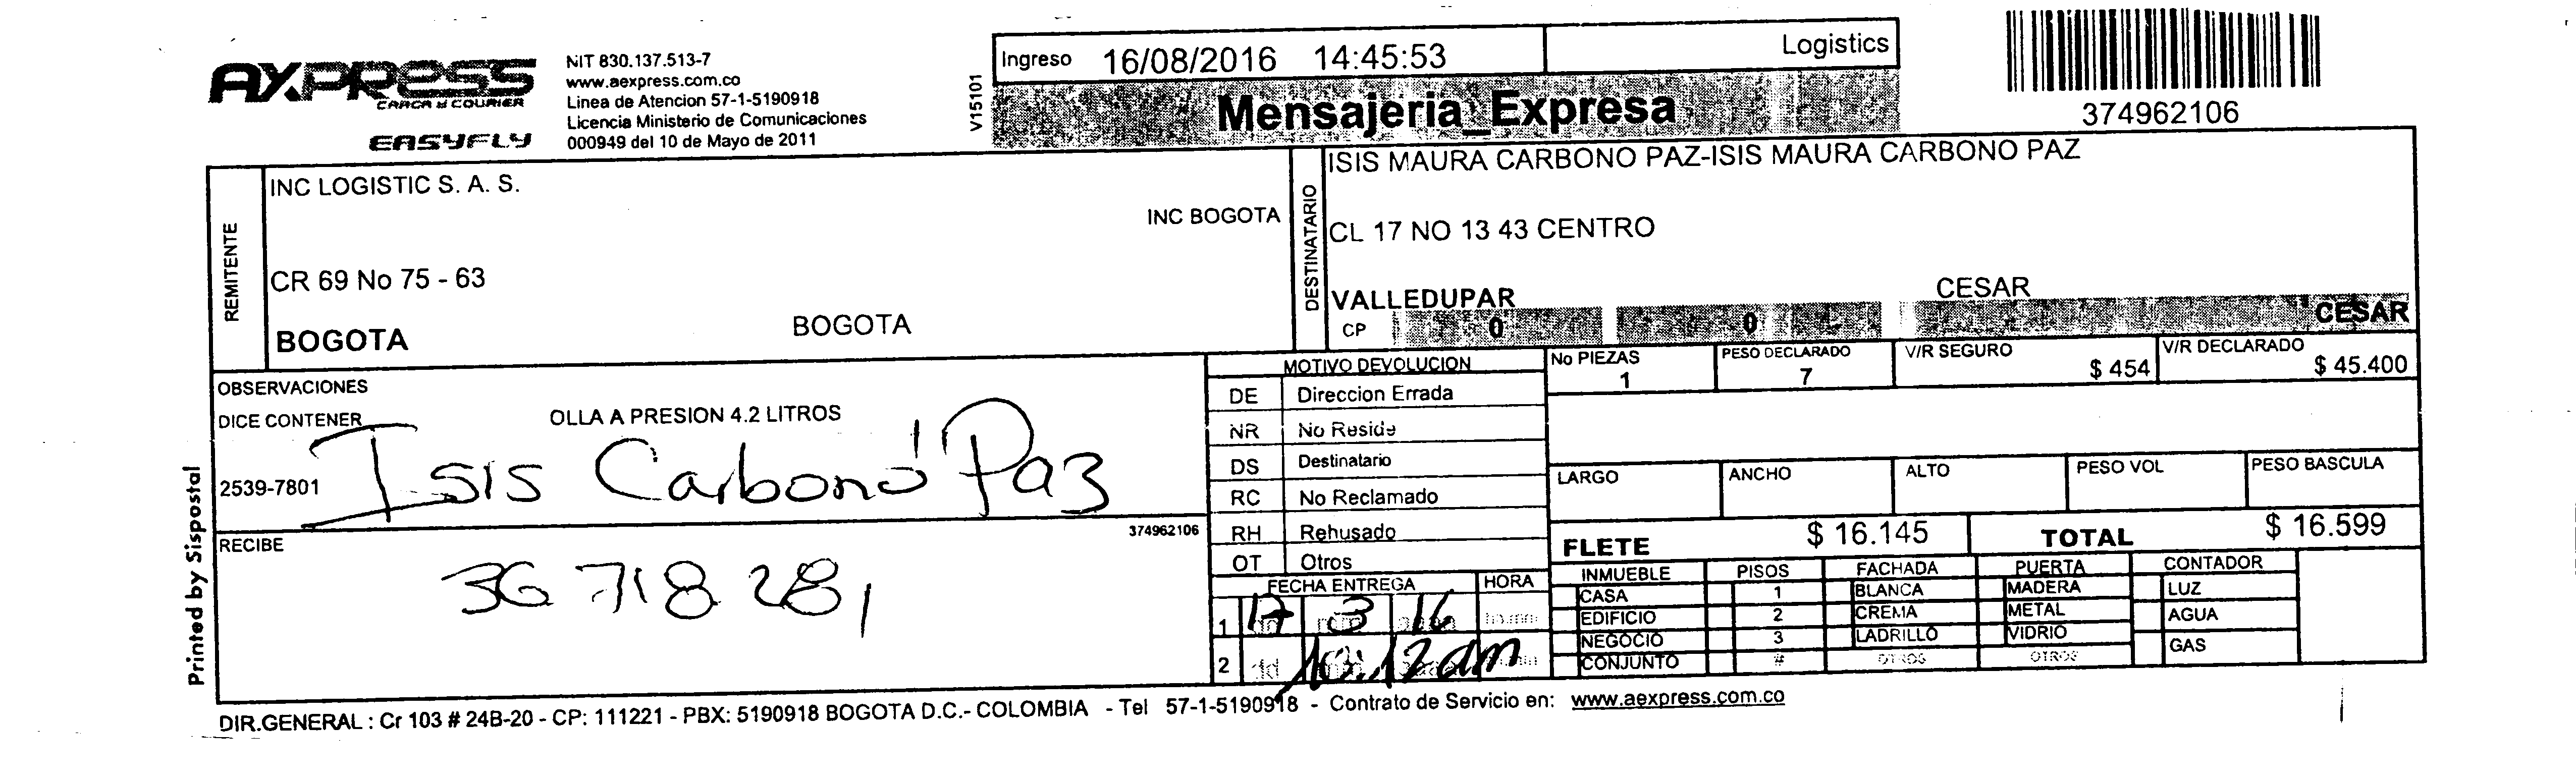 AXPRESS
CARGA y COURIER
EASYFLY
NIT 830.137.513-7
www.aexpress.com.co
Linea de Atencion 57-1-5190918
Licencia Ministerio de Comunicaciones
000949 del 10 de Mayo de 2011
V15101
Ingreso 16/08/2016 14:45:53 Logistics
Mensajeria_Expresa
374962106
REMITENTE
INC LOGISTIC S. A. S.
INC BOGOTA
CR 69 No 75 - 63
BOGOTA BOGOTA
DESTINATARIO
ISIS MAURA CARBONO PAZ-ISIS MAURA CARBONO PAZ
CL 17 NO 13 43 CENTRO
VALLEDUPAR CESAR
CP 0 0 CESAR
OBSERVACIONES
DICE CONTENER OLLA A PRESION 4.2 LITROS
2539-7801
Isis Carbonó Paz
374962106
RECIBE
36 718 281
MOTIVO DEVOLUCION
DE Direccion Errada
NR No Reside
DS Destinatario
RC No Reclamado
RH Rehusado
OT Otros
FECHA ENTREGA HORA
1 17 3 16
2 dd 10:12am
No PIEZAS PESO DECLARADO V/R SEGURO V/R DECLARADO
1 7 $ 454 $ 45.400
LARGO ANCHO ALTO PESO VOL PESO BASCULA
FLETE $ 16.145 TOTAL $ 16.599
INMUEBLE PISOS FACHADA PUERTA CONTADOR
CASA 1 BLANCA MADERA LUZ
EDIFICIO 2 CREMA METAL AGUA
NEGOCIO 3 LADRILLO VIDRIO GAS
CONJUNTO # OTROS OTROS
Printed by Sispostal
DIR.GENERAL : Cr 103 # 24B-20 - CP: 111221 - PBX: 5190918 BOGOTA D.C.- COLOMBIA - Tel 57-1-5190918 - Contrato de Servicio en: www.aexpress.com.co